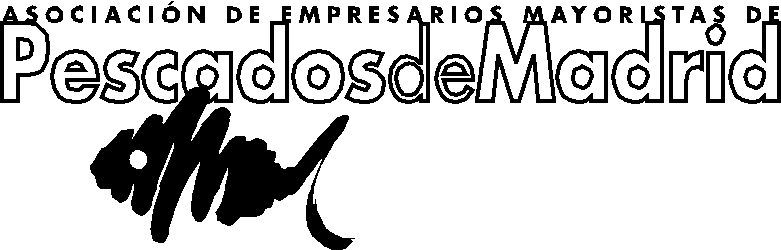 ASOCIACIÓN DE EMPRESARIOS MAYORISTAS DE
PescadosdeMadrid